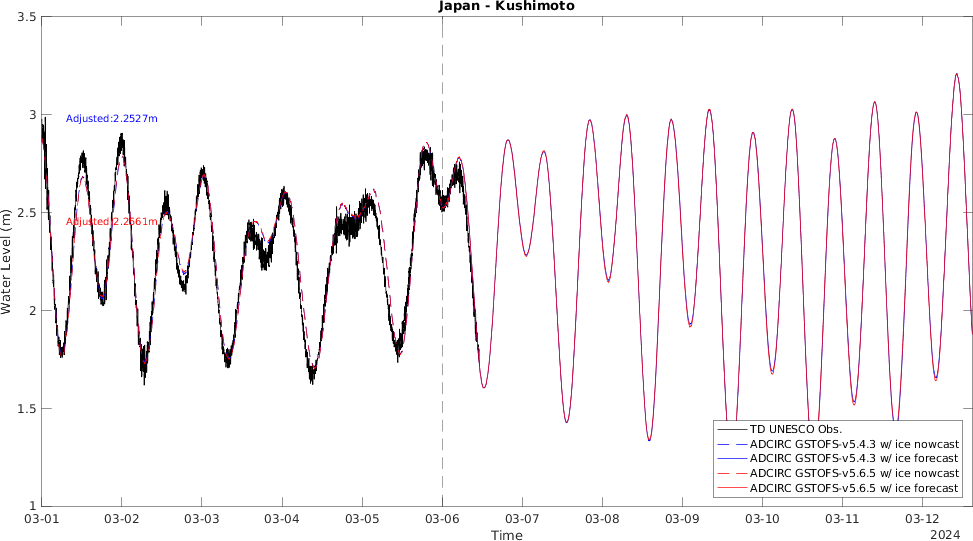 Japan - Kushimoto
3.5
3
2.5
2
1.5
1
Water Level (m)
Adjusted:2.2527m
Adjusted:2.2661m
TD UNESCO Obs.
ADCIRC GSTOFS-v5.4.3 w/ ice nowcast
ADCIRC GSTOFS-v5.4.3 w/ ice forecast
ADCIRC GSTOFS-v5.6.5 w/ ice nowcast
ADCIRC GSTOFS-v5.6.5 w/ ice forecast
03-01 03-02 03-03 03-04 03-05 03-06 03-07 03-08 03-09 03-10 03-11 03-12
Time
2024